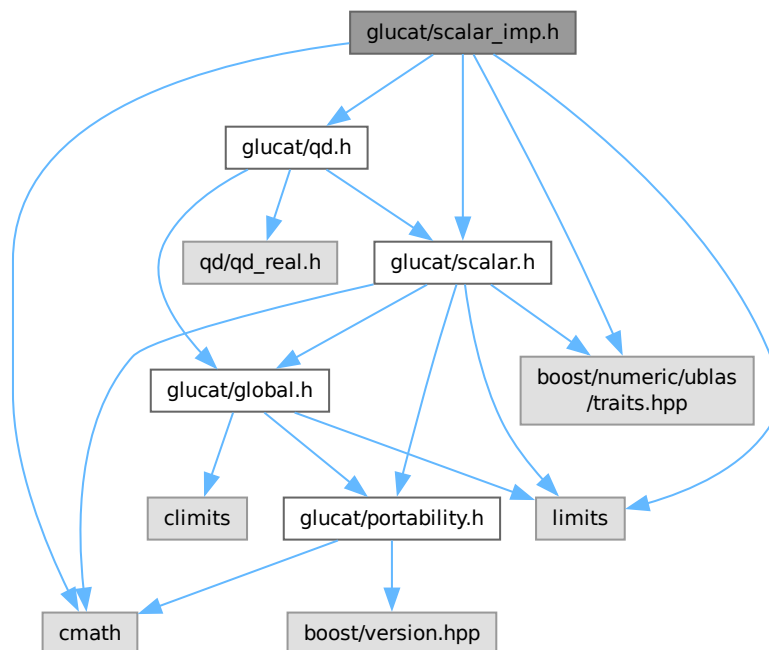 glucat/scalar_imp.h
glucat/qd.h
qd/qd_real.h
glucat/scalar.h
boost/numeric/ublas
/traits.hpp
glucat/global.h
climits
glucat/portability.h
limits
cmath
boost/version.hpp